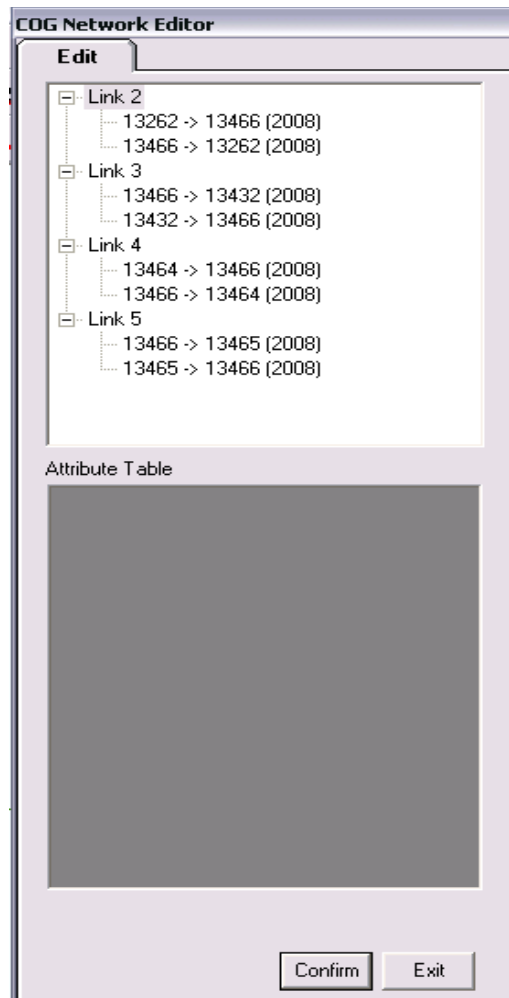 COG Network Editor
Edit
Link 2
13262 -> 13466 (2008)
13466 -> 13262 (2008)
Link 3
13466 -> 13432 (2008)
13432 -> 13466 (2008)
Link 4
13464 -> 13466 (2008)
13466 -> 13464 (2008)
Link 5
13466 -> 13465 (2008)
13465 -> 13466 (2008)
Attribute Table
Confirm Exit